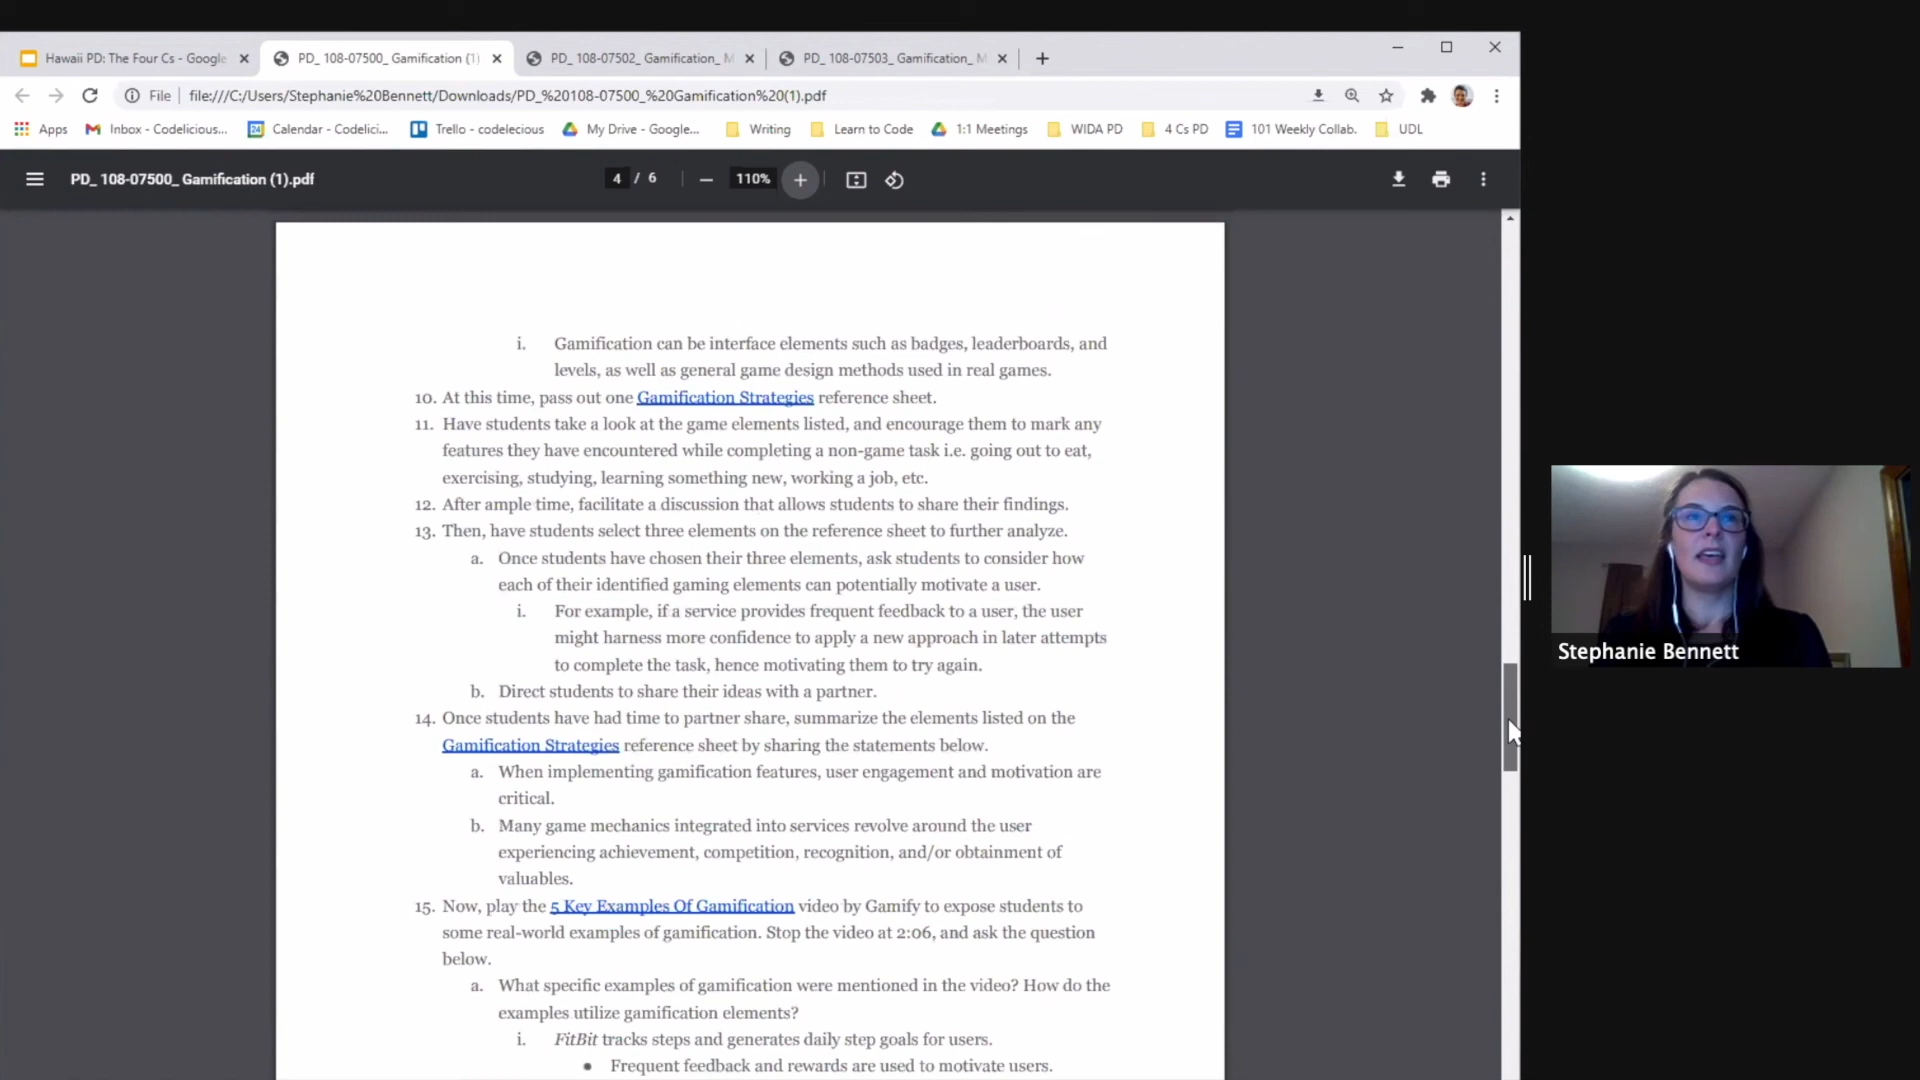 Hawaii PD: The Four Cs - Google
PD_ 108-07500_ Gamification (1)
PD_ 108-07502_ Gamification_ M
PD_ 108-07503_ Gamification_ M
File
file:///C:/Users/Stephanie%20Bennett/Downloads/PD_%20108-07500_%20Gamification%20(1).pdf
Apps
Inbox - Codelicious...
Calendar - Codelici...
Trello - codelecious
My Drive - Google...
Writing
Learn to Code
1:1 Meetings
WIDA PD
4 Cs PD
101 Weekly Collab.
UDL
PD_ 108-07500_ Gamification (1).pdf
4 / 6
110%
i. Gamification can be interface elements such as badges, leaderboards, and
levels, as well as general game design methods used in real games.
10. At this time, pass out one Gamification Strategies reference sheet.
11. Have students take a look at the game elements listed, and encourage them to mark any
features they have encountered while completing a non-game task i.e. going out to eat,
exercising, studying, learning something new, working a job, etc.
12. After ample time, facilitate a discussion that allows students to share their findings.
13. Then, have students select three elements on the reference sheet to further analyze.
a. Once students have chosen their three elements, ask students to consider how
each of their identified gaming elements can potentially motivate a user.
i. For example, if a service provides frequent feedback to a user, the user
might harness more confidence to apply a new approach in later attempts
to complete the task, hence motivating them to try again.
b. Direct students to share their ideas with a partner.
14. Once students have had time to partner share, summarize the elements listed on the
Gamification Strategies reference sheet by sharing the statements below.
a. When implementing gamification features, user engagement and motivation are
critical.
b. Many game mechanics integrated into services revolve around the user
experiencing achievement, competition, recognition, and/or obtainment of
valuables.
15. Now, play the 5 Key Examples Of Gamification video by Gamify to expose students to
some real-world examples of gamification. Stop the video at 2:06, and ask the question
below.
a. What specific examples of gamification were mentioned in the video? How do the
examples utilize gamification elements?
i. FitBit tracks steps and generates daily step goals for users.
● Frequent feedback and rewards are used to motivate users.
Stephanie Bennett